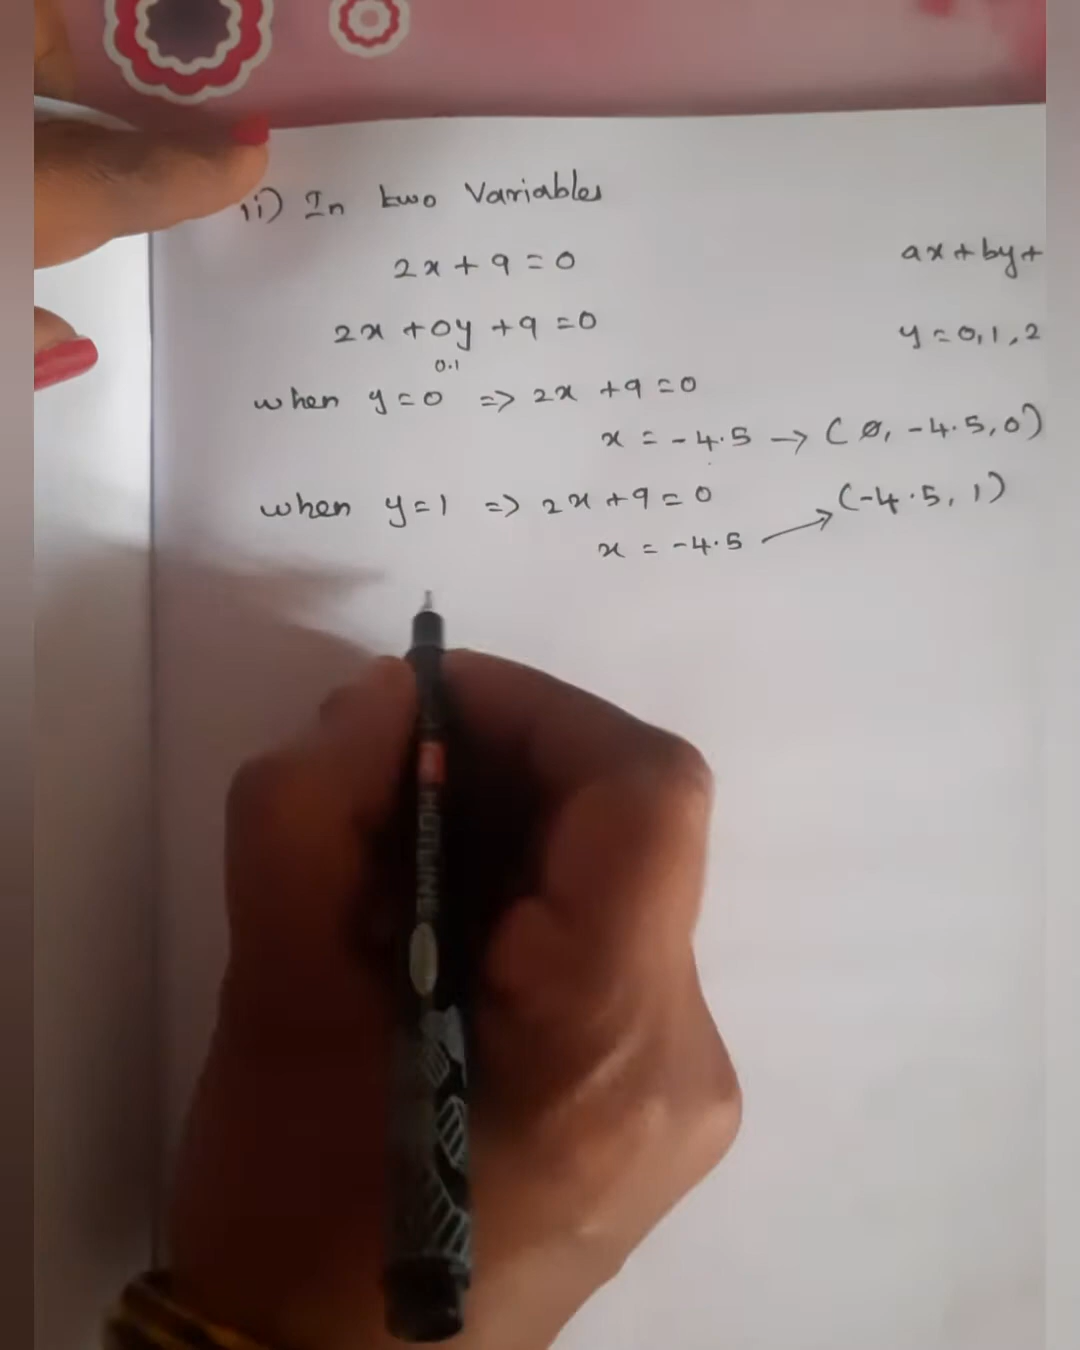 ii) In two Variables
2x + 9 = 0
ax + by +
2x + 0y + 9 = 0
y = 0, 1, 2
0.1
when y = 0 => 2x + 9 = 0
x = -4.5 → ( -4.5, 0)
when y = 1 => 2x + 9 = 0
(-4.5, 1)
x = -4.5
HOTLINE